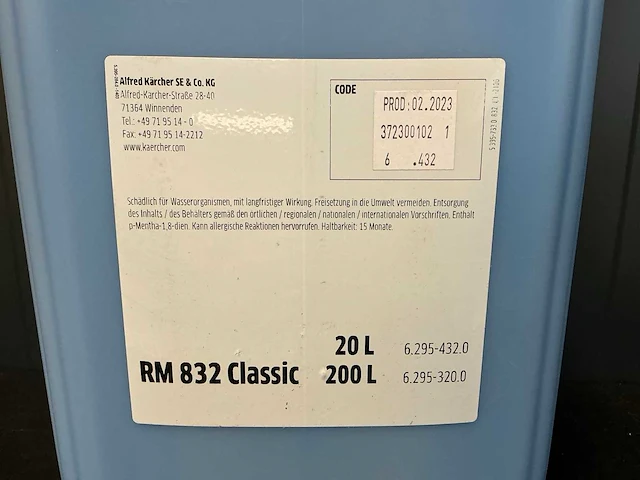 Alfred Kärcher SE & Co. KG
Alfred-Kärcher-Straße 28-40
71364 Winnenden
Tel.: +49 71 95 14 - 0
Fax: +49 71 95 14-2212
www.kaercher.com
CODE
PROD:02.2023
372300102 1
6 .432
Schädlich für Wasserorganismen, mit langfristiger Wirkung. Freisetzung in die Umwelt vermeiden. Entsorgung
des Inhalts / des Behälters gemäß den örtlichen / regionalen / nationalen / internationalen Vorschriften. Enthält
p-Mentha-1,8-dien. Kann allergische Reaktionen hervorrufen. Haltbarkeit: 15 Monate.
20 L 6.295-432.0
RM 832 Classic 200 L 6.295-320.0